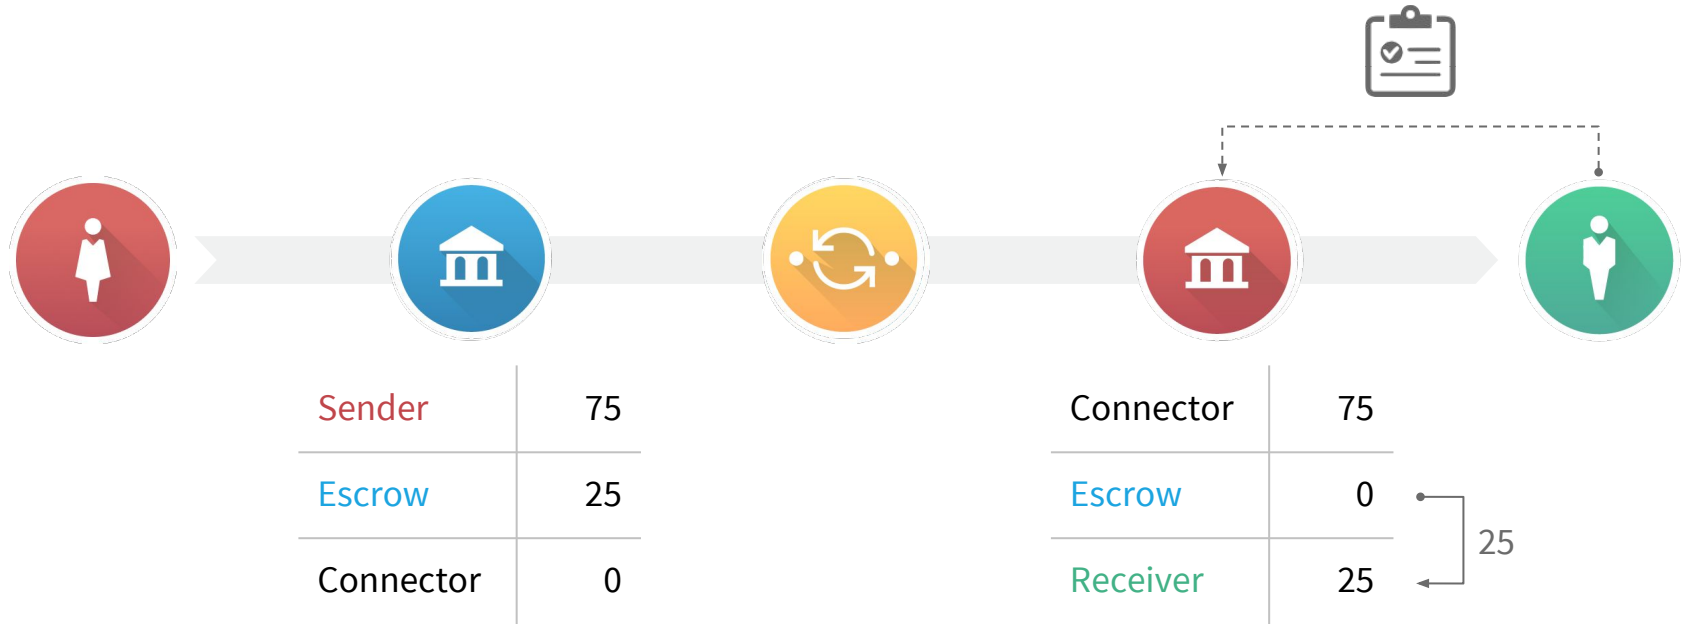 Sender 75
Escrow 25
Connector 0
Connector 75
Escrow 0
Receiver 25
25